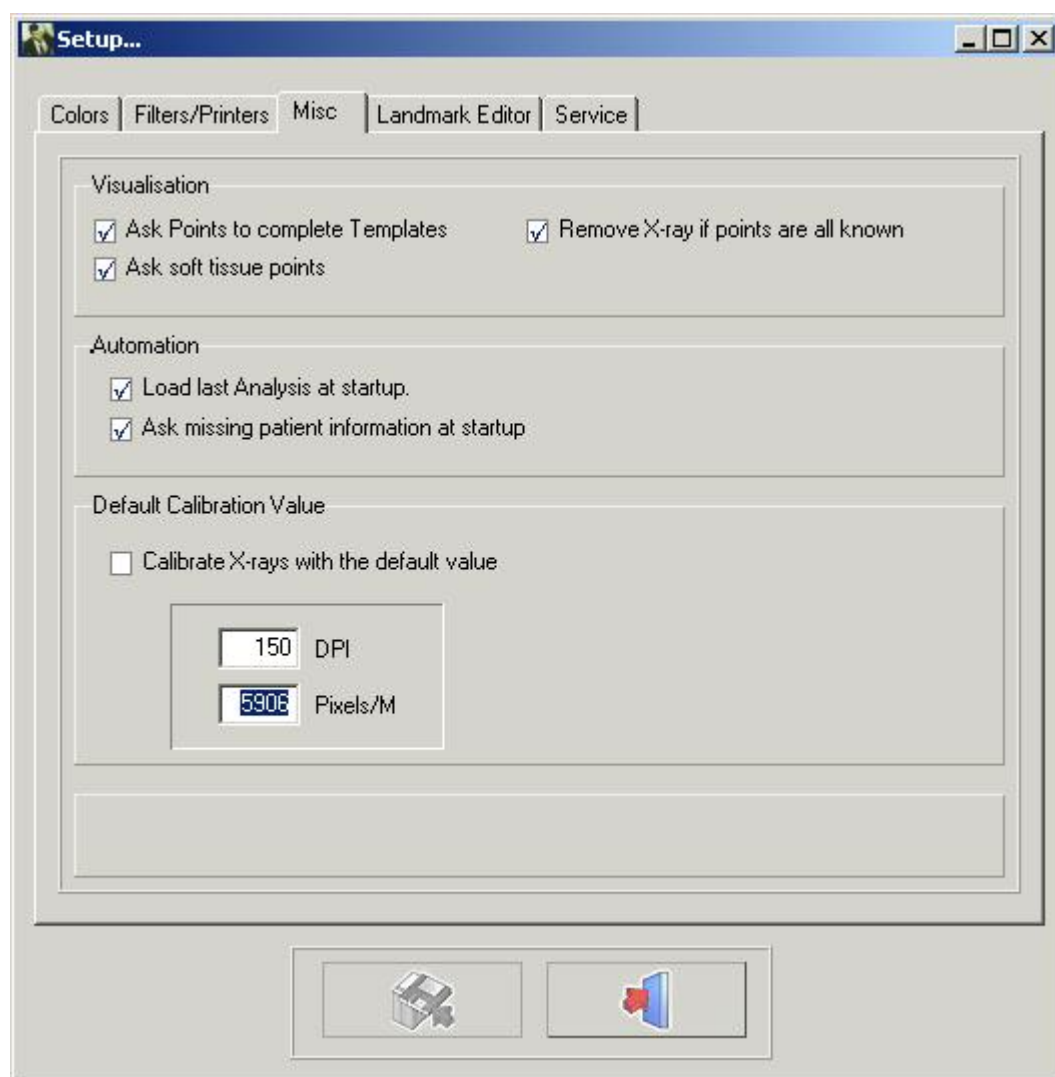 Setup...
Colors Filters/Printers Misc Landmark Editor Service
Visualisation
Ask Points to complete Templates Remove X-ray if points are all known
Ask soft tissue points
Automation
Load last Analysis at startup.
Ask missing patient information at startup
Default Calibration Value
Calibrate X-rays with the default value
150 DPI
5906 Pixels/M